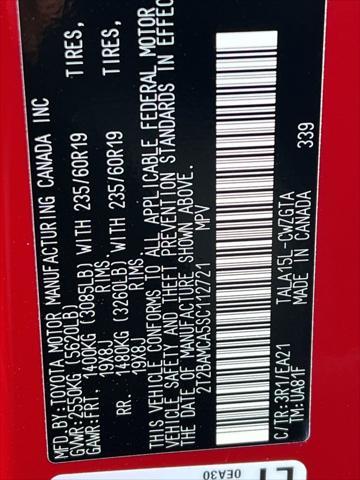 MFD.BY:TOYOTA MOTOR MANUFACTURING CANADA INC
GVWR:2550KG (5620LB)
GAWR:FRT. 1400KG (3085LB) WITH 235/60R19 TIRES,
19X8J RIMS.
RR. 1480KG (3260LB) WITH 235/60R19 TIRES,
19X8J RIMS.
THIS VEHICLE CONFORMS TO ALL APPLICABLE FEDERAL MOTOR
VEHICLE SAFETY AND THEFT PREVENTION STANDARDS IN EFFECT
ON THE DATE OF MANUFACTURE SHOWN ABOVE.
2T2BAMCA5SC112721 MPV
C/TR:3R1/EA21 TALA15L-CWZGTA 339
TM:UA81F MADE IN CANADA
0EA30